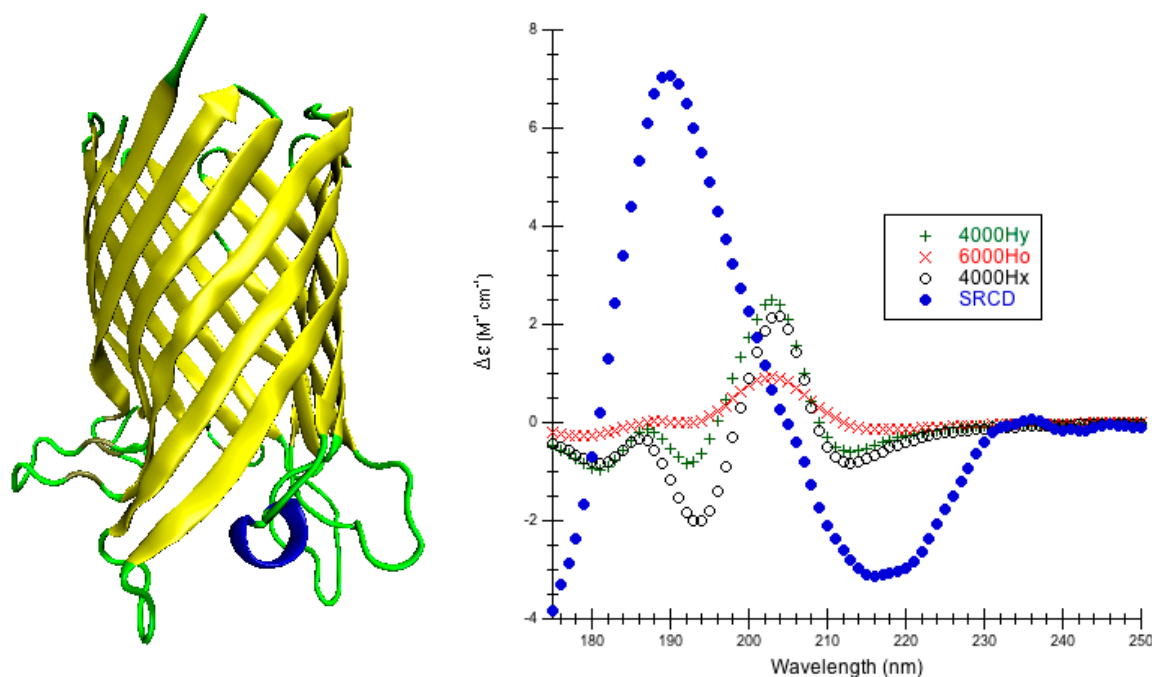 8
6
4
2
0
-2
-4
Δε (M⁻¹ cm⁻¹)
4000Hy
6000Ho
4000Hx
SRCD
180 190 200 210 220 230 240 250
Wavelength (nm)